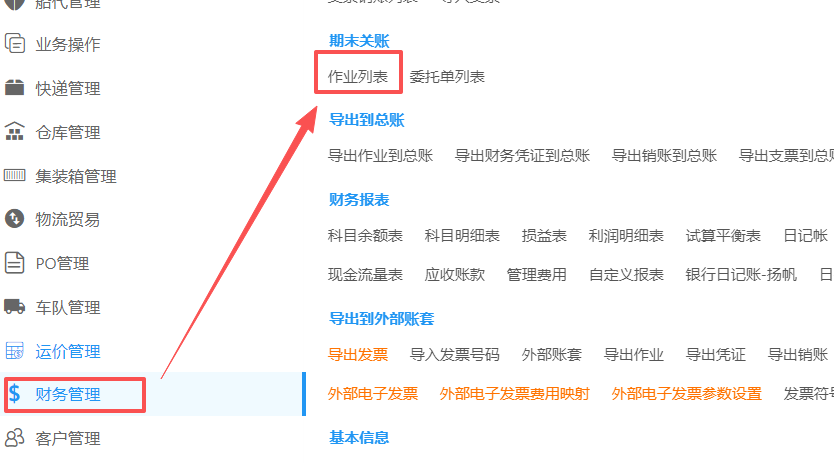 船代管理
业务操作
快递管理
仓库管理
集装箱管理
物流贸易
PO管理
车队管理
运价管理
$ 财务管理
客户管理
期末关账
作业列表 委托单列表
导出到总账
导出作业到总账 导出财务凭证到总账 导出销账到总账 导出支票到总
财务报表
科目余额表 科目明细表 损益表 利润明细表 试算平衡表 日记帐
现金流量表 应收账款 管理费用 自定义报表 银行日记账-扬帆 日
导出到外部账套
导出发票 导入发票号码 外部账套 导出作业 导出凭证 导出销账
外部电子发票 外部电子发票费用映射 外部电子发票参数设置 发票符
基本信息